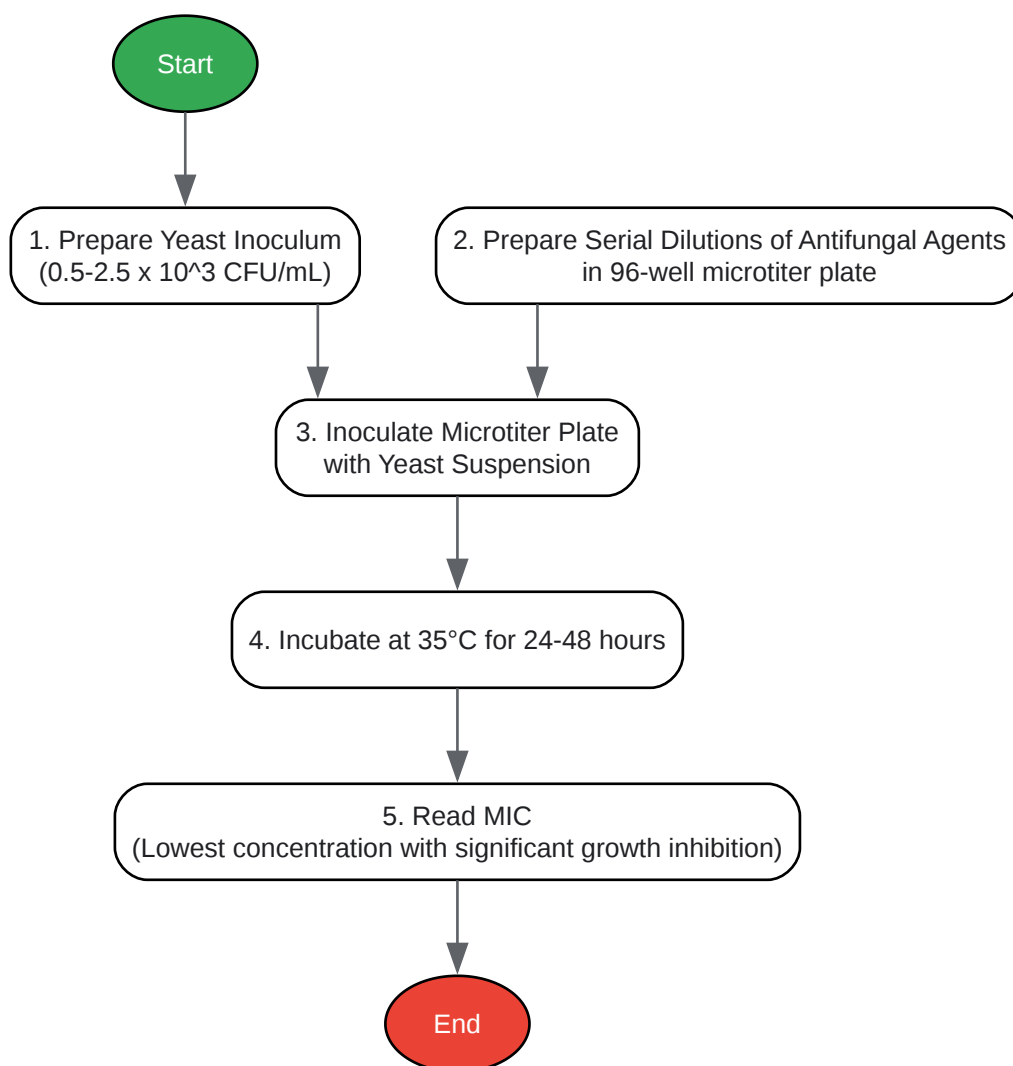 Start
1. Prepare Yeast Inoculum
(0.5-2.5 x 10^3 CFU/mL)
2. Prepare Serial Dilutions of Antifungal Agents
in 96-well microtiter plate
3. Inoculate Microtiter Plate
with Yeast Suspension
4. Incubate at 35°C for 24-48 hours
5. Read MIC
(Lowest concentration with significant growth inhibition)
End